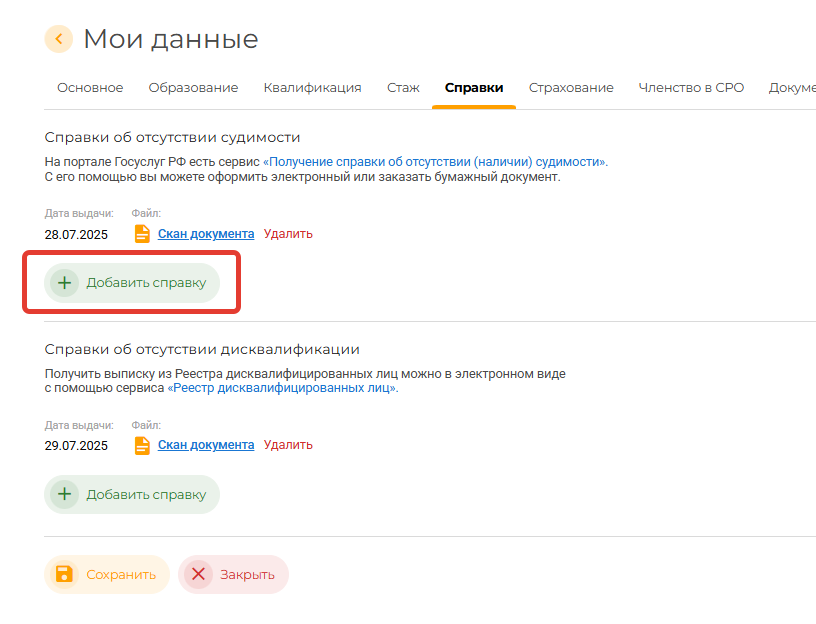 Мои данные
Основное Образование Квалификация Стаж Справки Страхование Членство в СРО Докуме
Справки об отсутствии судимости
На портале Госуслуг РФ есть сервис «Получение справки об отсутствии (наличии) судимости».
С его помощью вы можете оформить электронный или заказать бумажный документ.
Дата выдачи: Файл:
28.07.2025 Скан документа Удалить
Добавить справку
Справки об отсутствии дисквалификации
Получить выписку из Реестра дисквалифицированных лиц можно в электронном виде
с помощью сервиса «Реестр дисквалифицированных лиц».
Дата выдачи: Файл:
29.07.2025 Скан документа Удалить
Добавить справку
Сохранить Закрыть